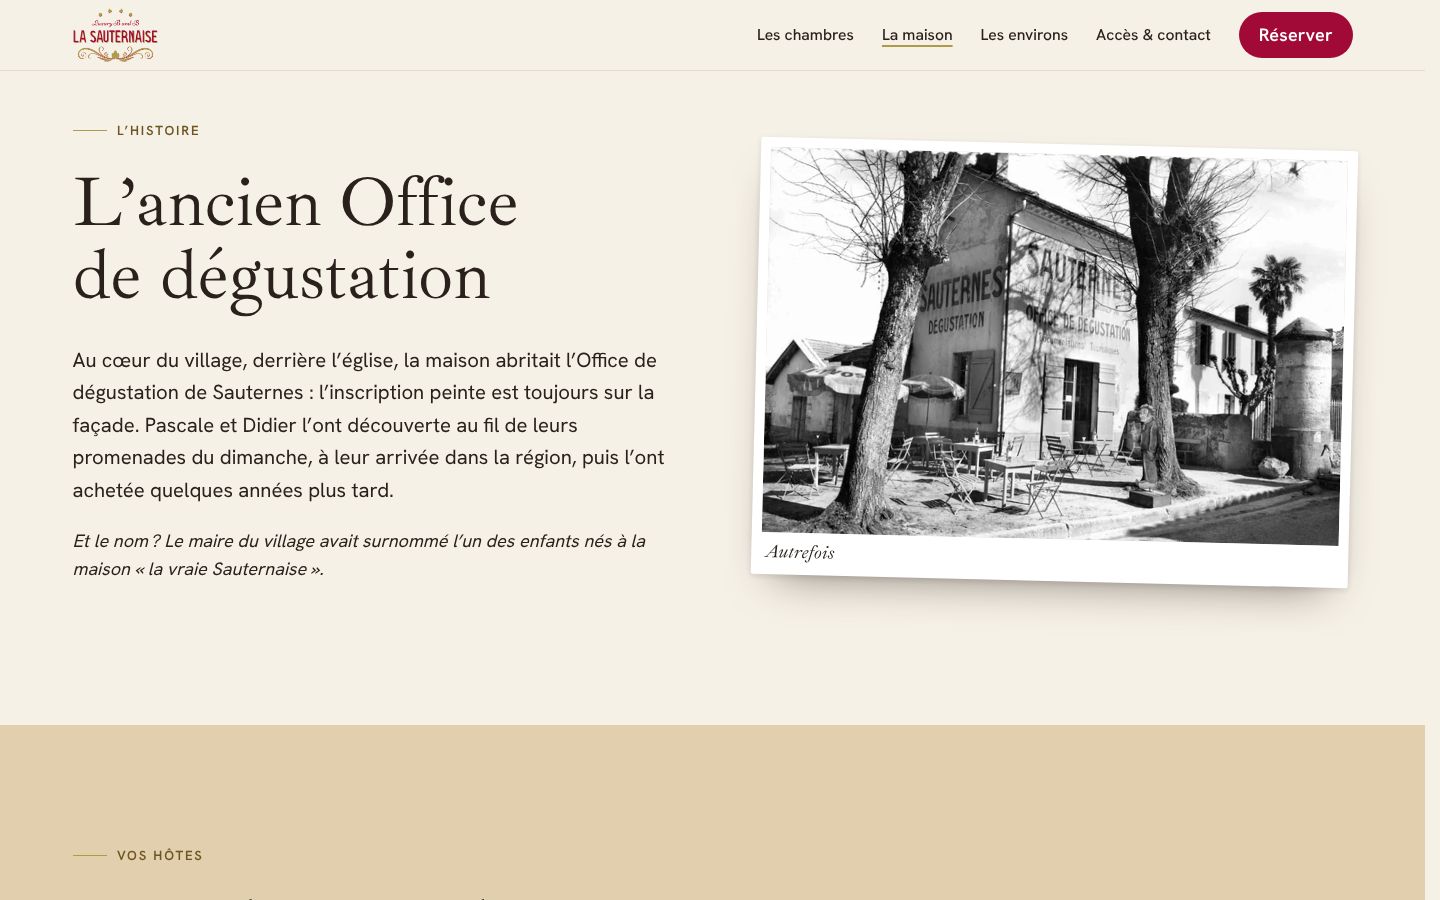 Luxury B and B
LA SAUTERNAISE
Les chambres
La maison
Les environs
Accès & contact
Réserver
L’HISTOIRE
L’ancien Office
de dégustation
Au cœur du village, derrière l’église, la maison abritait l’Office de
dégustation de Sauternes : l’inscription peinte est toujours sur la
façade. Pascale et Didier l’ont découverte au fil de leurs
promenades du dimanche, à leur arrivée dans la région, puis l’ont
achetée quelques années plus tard.
Et le nom ? Le maire du village avait surnommé l’un des enfants nés à la
maison « la vraie Sauternaise ».
SAUTERNES
DÉGUSTATION
SAUTERNES
OFFICE DE DÉGUSTATION
Autrefois
VOS HÔTES